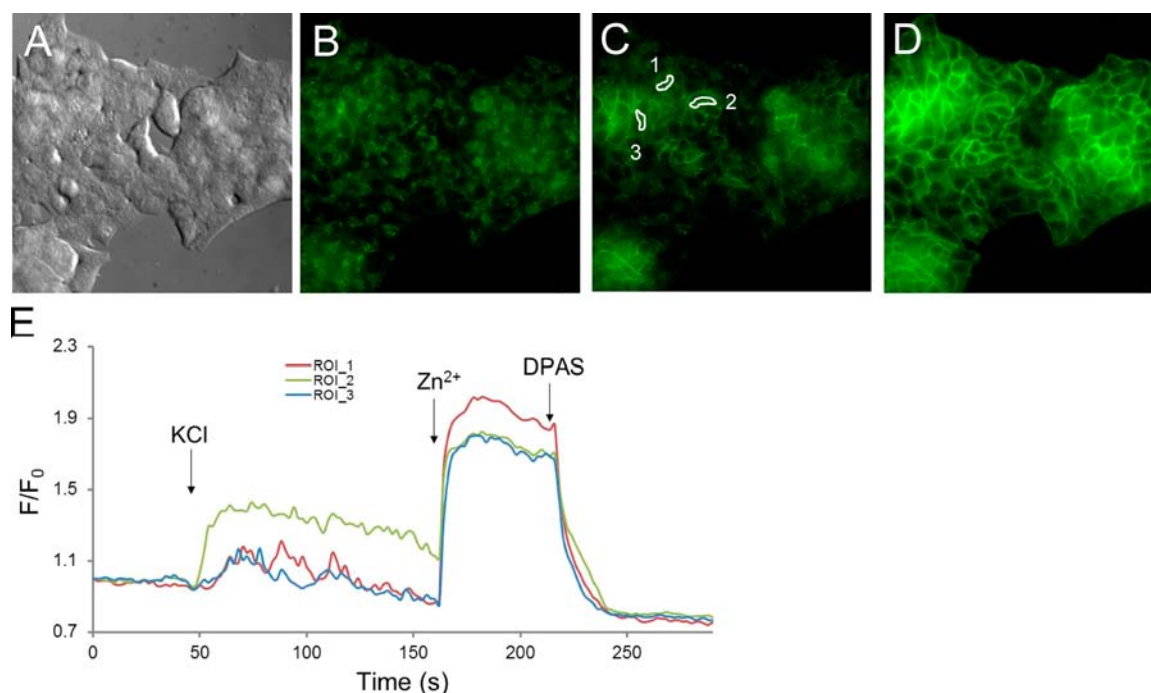 A
B
C
D
1
2
3
E
2.3
1.9
1.5
1.1
0.7
F/F0
KCl
ROI_1
ROI_2
ROI_3
Zn2+
DPAS
0
50
100
150
200
250
Time (s)